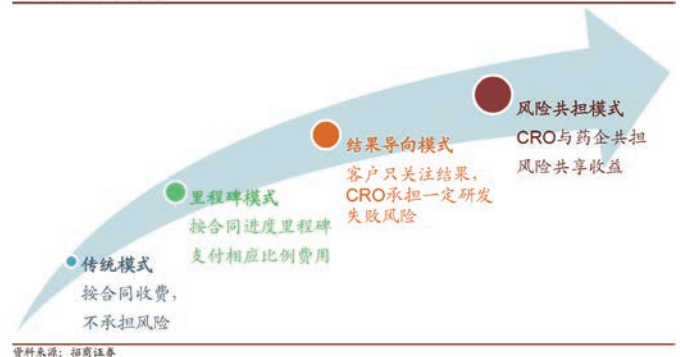 风险共担模式
CRO与药企共担
风险共享收益
结果导向模式
客户只关注结果，
CRO承担一定研发
失败风险
里程碑模式
按合同进度里程碑
支付相应比例费用
传统模式
按合同收费，
不承担风险
资料来源：招商证券